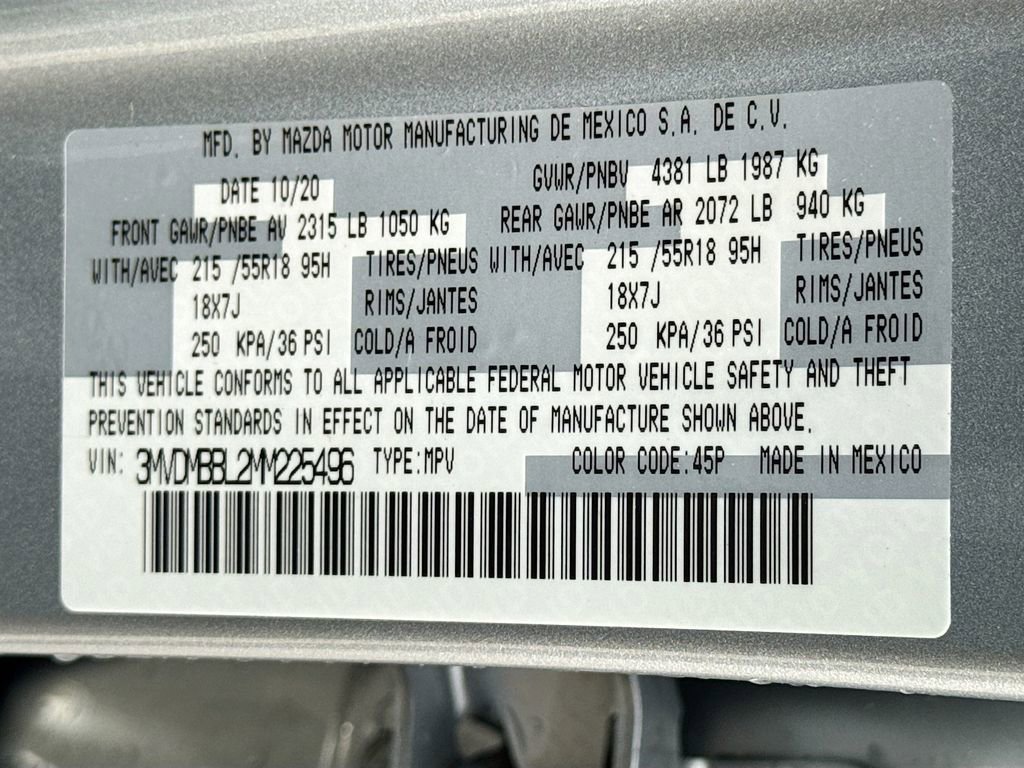 MFD. BY MAZDA MOTOR MANUFACTURING DE MEXICO S.A. DE C.V.
DATE 10/20 GVWR/PNBV 4381 LB 1987 KG
FRONT GAWR/PNBE AV 2315 LB 1050 KG REAR GAWR/PNBE AR 2072 LB 940 KG
WITH/AVEC 215 /55R18 95H TIRES/PNEUS WITH/AVEC 215 /55R18 95H TIRES/PNEUS
18X7J RIMS/JANTES 18X7J RIMS/JANTES
250 KPA/36 PSI COLD/A FROID 250 KPA/36 PSI COLD/A FROID
THIS VEHICLE CONFORMS TO ALL APPLICABLE FEDERAL MOTOR VEHICLE SAFETY AND THEFT
PREVENTION STANDARDS IN EFFECT ON THE DATE OF MANUFACTURE SHOWN ABOVE.
VIN: 3MVDMBBL2MM225496 TYPE:MPV COLOR CODE:45P MADE IN MEXICO